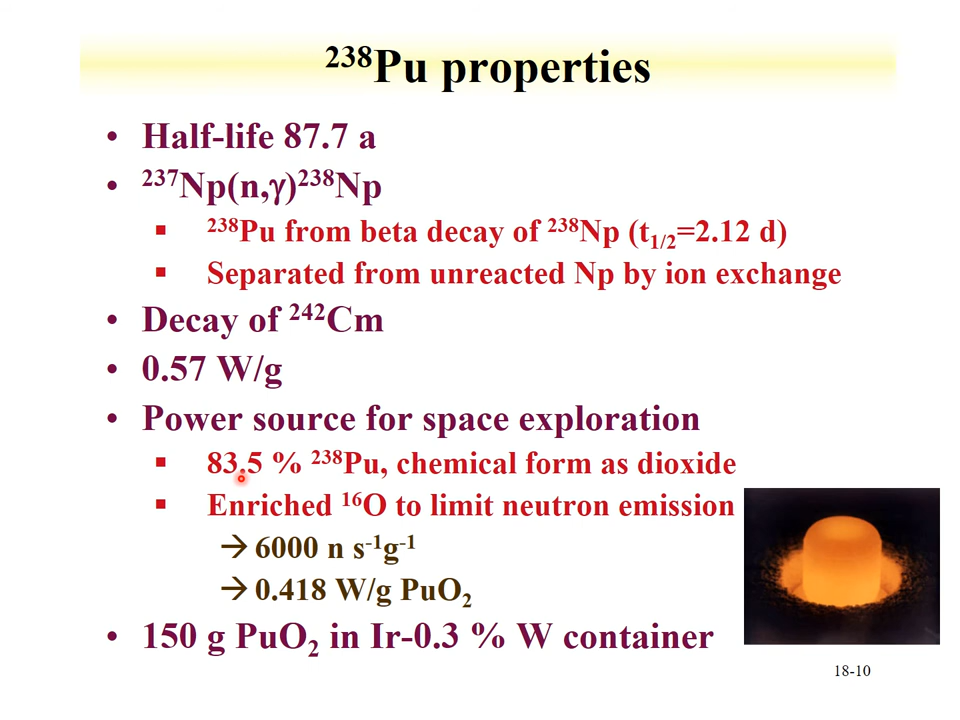 ²³⁸Pu properties
• Half-life 87.7 a
• ²³⁷Np(n,γ)²³⁸Np
▪ ²³⁸Pu from beta decay of ²³⁸Np (t₁/₂=2.12 d)
▪ Separated from unreacted Np by ion exchange
• Decay of ²⁴²Cm
• 0.57 W/g
• Power source for space exploration
▪ 83.5 % ²³⁸Pu, chemical form as dioxide
▪ Enriched ¹⁶O to limit neutron emission
→ 6000 n s⁻¹g⁻¹
→ 0.418 W/g PuO₂
• 150 g PuO₂ in Ir-0.3 % W container
18-10